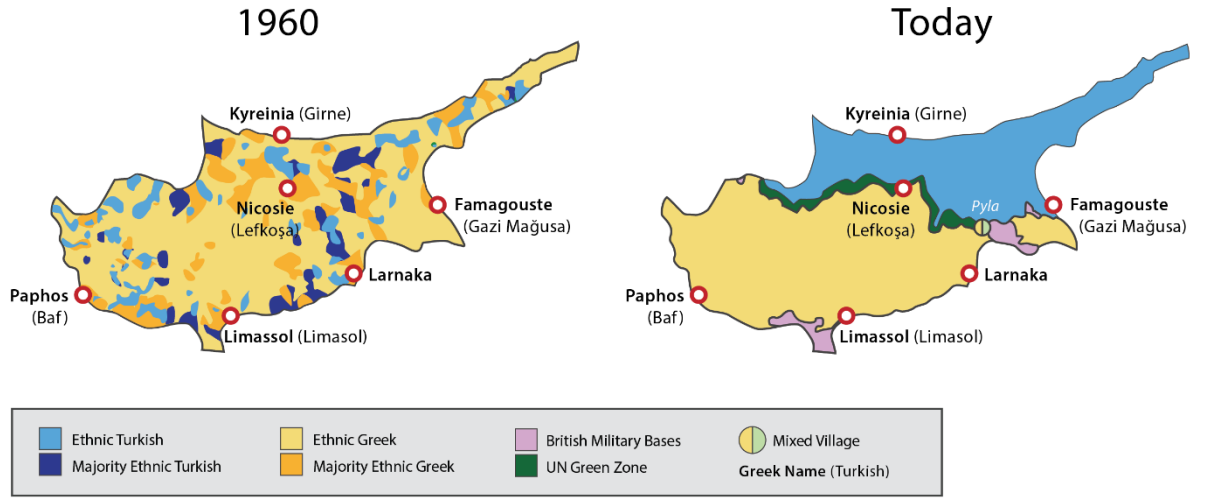 1960
Kyreinia (Girne)
Nicosie
(Lefkoşa)
Famagouste
(Gazi Mağusa)
Larnaka
Paphos
(Baf)
Limassol (Limasol)
Today
Kyreinia (Girne)
Nicosie
(Lefkoşa)
Pyla
Famagouste
(Gazi Mağusa)
Larnaka
Paphos
(Baf)
Limassol (Limasol)
Ethnic Turkish
Majority Ethnic Turkish
Ethnic Greek
Majority Ethnic Greek
British Military Bases
UN Green Zone
Mixed Village
Greek Name (Turkish)